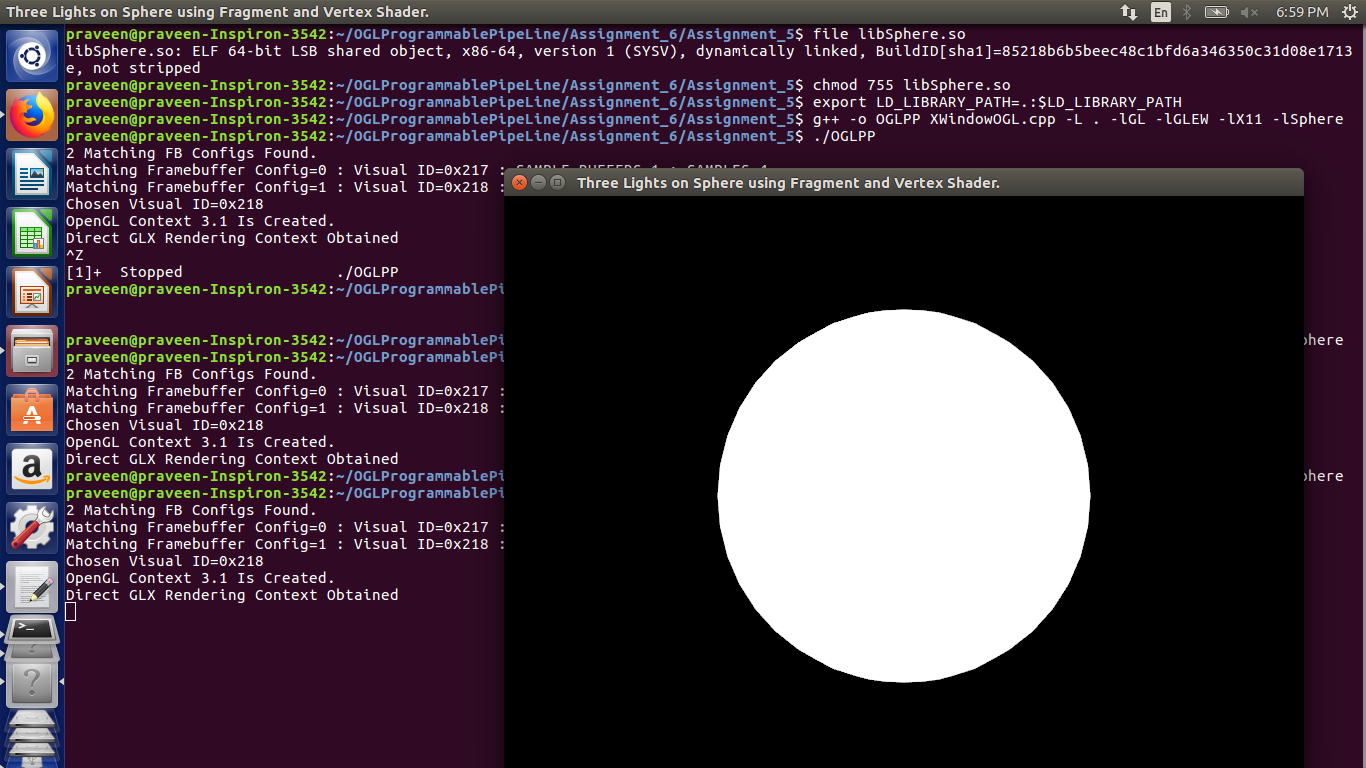 Three Lights on Sphere using Fragment and Vertex Shader.
En
6:59 PM
praveen@praveen-Inspiron-3542:~/OGLProgrammablePipeLine/Assignment_6/Assignment_5$ file libSphere.so
libSphere.so: ELF 64-bit LSB shared object, x86-64, version 1 (SYSV), dynamically linked, BuildID[sha1]=85218b6b5beec48c1bfd6a346350c31d08e1713
e, not stripped
praveen@praveen-Inspiron-3542:~/OGLProgrammablePipeLine/Assignment_6/Assignment_5$ chmod 755 libSphere.so
praveen@praveen-Inspiron-3542:~/OGLProgrammablePipeLine/Assignment_6/Assignment_5$ export LD_LIBRARY_PATH=.:$LD_LIBRARY_PATH
praveen@praveen-Inspiron-3542:~/OGLProgrammablePipeLine/Assignment_6/Assignment_5$ g++ -o OGLPP XWindowOGL.cpp -L . -lGL -lGLEW -lX11 -lSphere
praveen@praveen-Inspiron-3542:~/OGLProgrammablePipeLine/Assignment_6/Assignment_5$ ./OGLPP
2 Matching FB Configs Found.
Matching Framebuffer Config=0 : Visual ID=0x217 : SAMPLE_BUFFERS=1 : SAMPLES=1
Matching Framebuffer Config=1 : Visual ID=0x218 :
Chosen Visual ID=0x218
OpenGL Context 3.1 Is Created.
Direct GLX Rendering Context Obtained
^Z
[1]+  Stopped                 ./OGLPP
praveen@praveen-Inspiron-3542:~/OGLProgrammablePi
praveen@praveen-Inspiron-3542:~/OGLProgrammablePi phere
praveen@praveen-Inspiron-3542:~/OGLProgrammablePi
2 Matching FB Configs Found.
Matching Framebuffer Config=0 : Visual ID=0x217 :
Matching Framebuffer Config=1 : Visual ID=0x218 :
Chosen Visual ID=0x218
OpenGL Context 3.1 Is Created.
Direct GLX Rendering Context Obtained
praveen@praveen-Inspiron-3542:~/OGLProgrammablePi phere
praveen@praveen-Inspiron-3542:~/OGLProgrammablePi
2 Matching FB Configs Found.
Matching Framebuffer Config=0 : Visual ID=0x217 :
Matching Framebuffer Config=1 : Visual ID=0x218 :
Chosen Visual ID=0x218
OpenGL Context 3.1 Is Created.
Direct GLX Rendering Context Obtained
Three Lights on Sphere using Fragment and Vertex Shader.